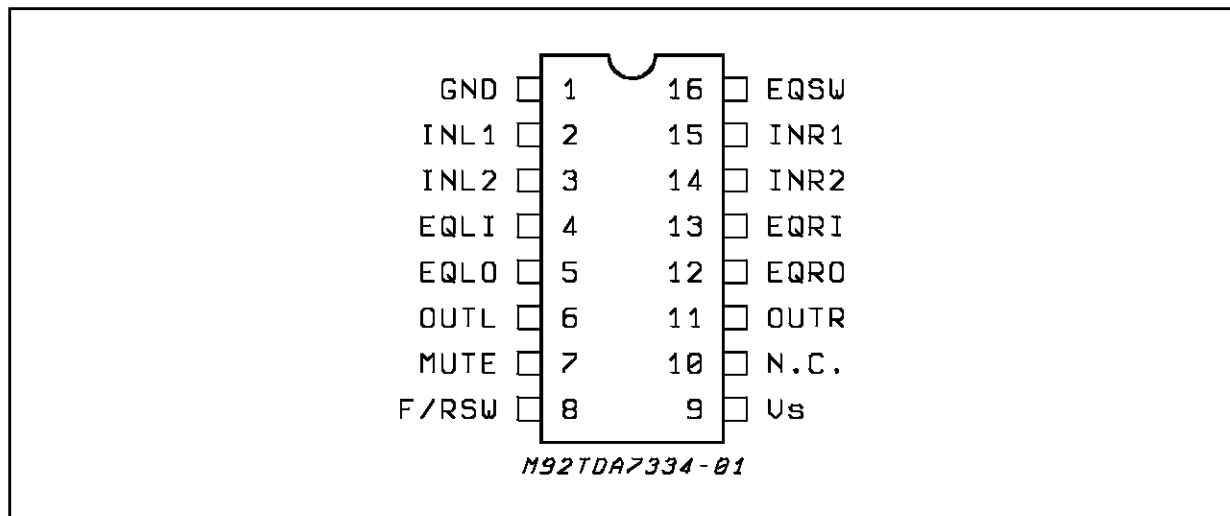 GND 1 16 EQSW
INL1 2 15 INR1
INL2 3 14 INR2
EQLI 4 13 EQRI
EQLO 5 12 EQRO
OUTL 6 11 OUTR
MUTE 7 10 N.C.
F/RSW 8 9 Vs
M92TDA7334-01